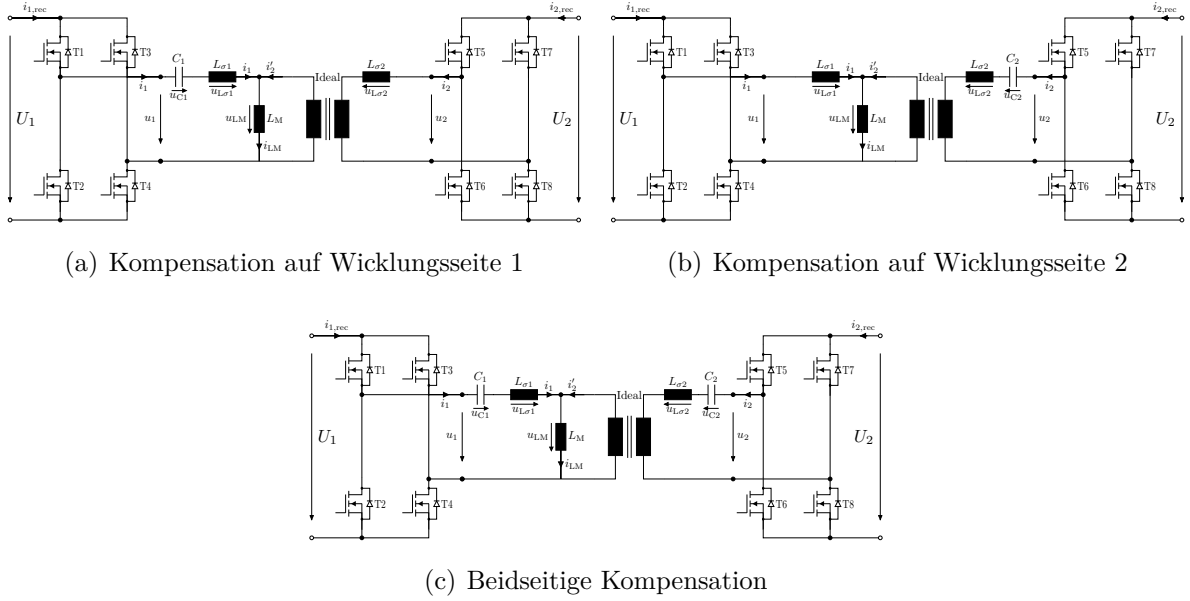 i1,rec i2,rec i1,rec i2,rec
T1 T3 T5 T7 T1 T3 T5 T7
C1 Lσ1 i1 i′2 Ideal Lσ2 Lσ1 i1 i′2 Ideal Lσ2 C2
i1 uC1 uLσ1 uLσ2 i2 i1 uLσ1 uLσ2 uC2 i2
U1 u1 uLM LM u2 U2 U1 u1 uLM LM u2 U2
iLM iLM
T2 T4 T6 T8 T2 T4 T6 T8
(a) Kompensation auf Wicklungsseite 1 (b) Kompensation auf Wicklungsseite 2
i1,rec i2,rec
T1 T3 T5 T7
C1 Lσ1 i1 i′2 Ideal Lσ2 C2
i1 uC1 uLσ1 uLσ2 uC2 i2
U1 u1 uLM LM u2 U2
iLM
T2 T4 T6 T8
(c) Beidseitige Kompensation